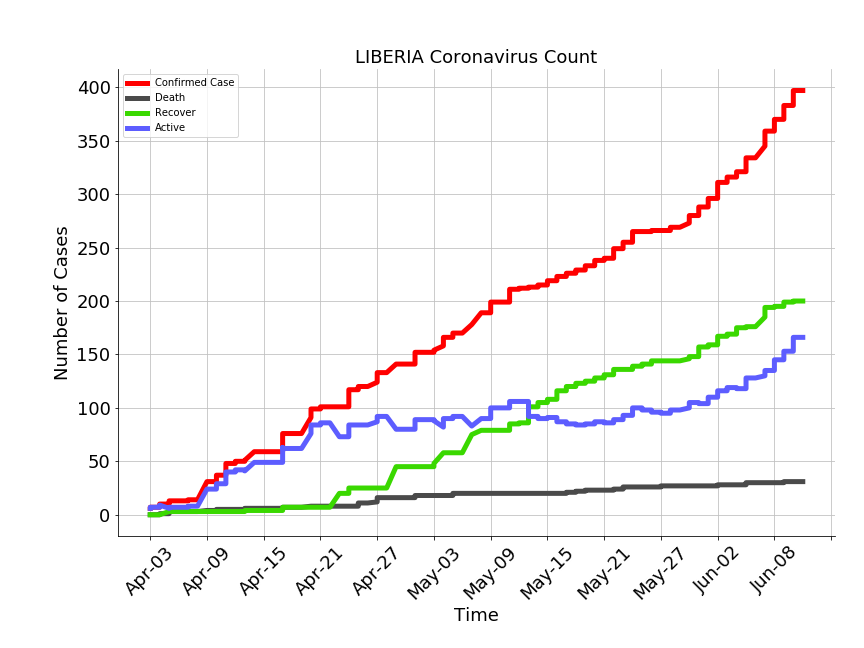 LIBERIA Coronavirus Count
Confirmed Case
Death
Recover
Active
Number of Cases
400
350
300
250
200
150
100
50
0
Apr-03
Apr-09
Apr-15
Apr-21
Apr-27
May-03
May-09
May-15
May-21
May-27
Jun-02
Jun-08
Time